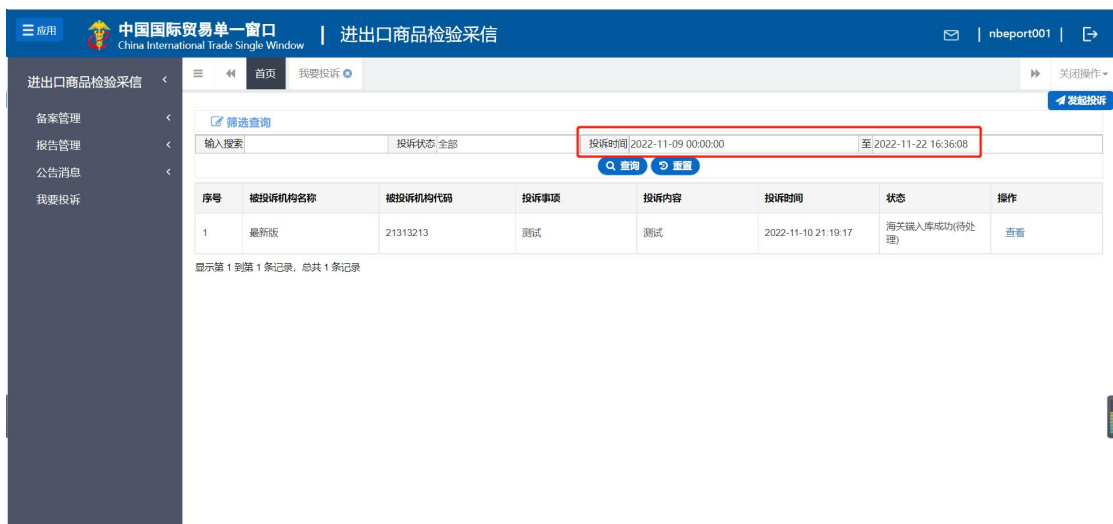 应用 中国国际贸易单一窗口 | 进出口商品检验采信 | nbeport001 |
China International Trade Single Window
进出口商品检验采信 首页 我要投诉 关闭操作
发起投诉
备案管理
报告管理
公告消息
我要投诉
筛选查询
输入搜索 投诉状态 全部 投诉时间 2022-11-09 00:00:00 至 2022-11-22 16:36:08
查询 重置
序号 被投诉机构名称 被投诉机构代码 投诉事项 投诉内容 投诉时间 状态 操作
1 最新版 21313213 测试 测试 2022-11-10 21:19:17 海关端入库成功(待处
理) 查看
显示第 1 到第 1 条记录，总共 1 条记录